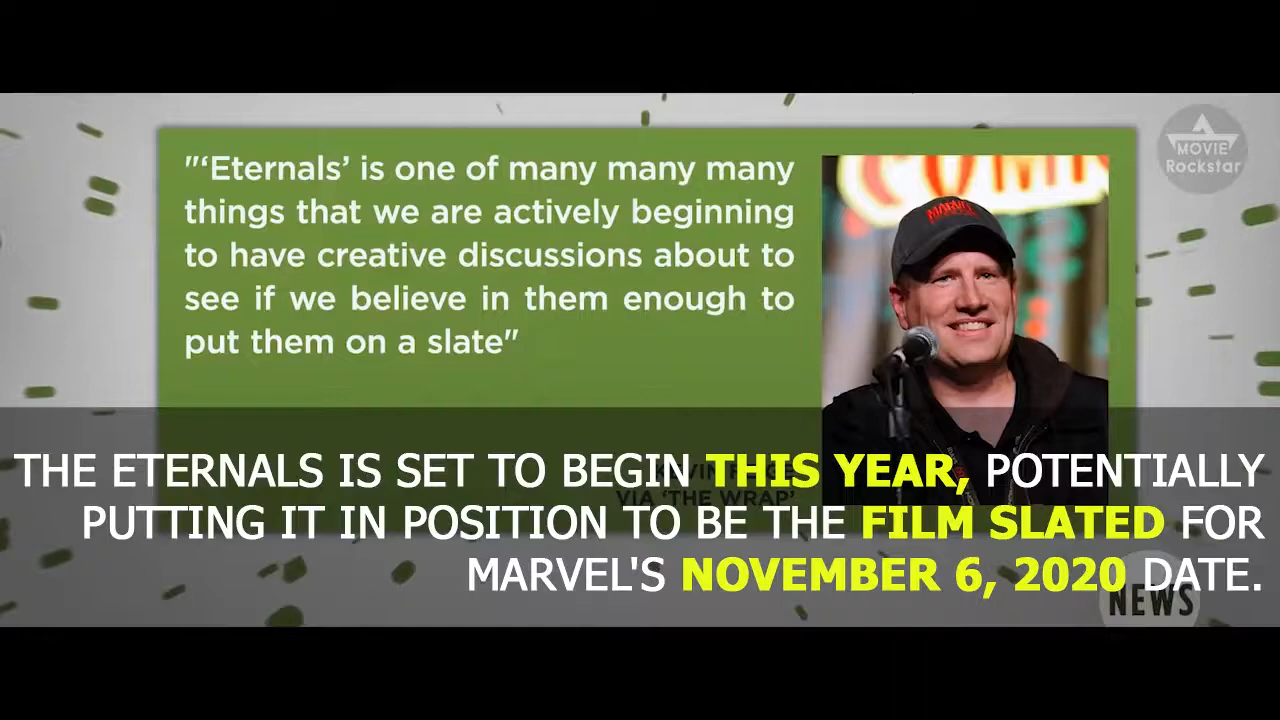 "‘Eternals’ is one of many many many
things that we are actively beginning
to have creative discussions about to
see if we believe in them enough to
put them on a slate"
MOVIE
Rockstar
MARVEL
VIA 'THE WRAP'
THE ETERNALS IS SET TO BEGIN THIS YEAR, POTENTIALLY
PUTTING IT IN POSITION TO BE THE FILM SLATED FOR
MARVEL'S NOVEMBER 6, 2020 DATE.
NEWS